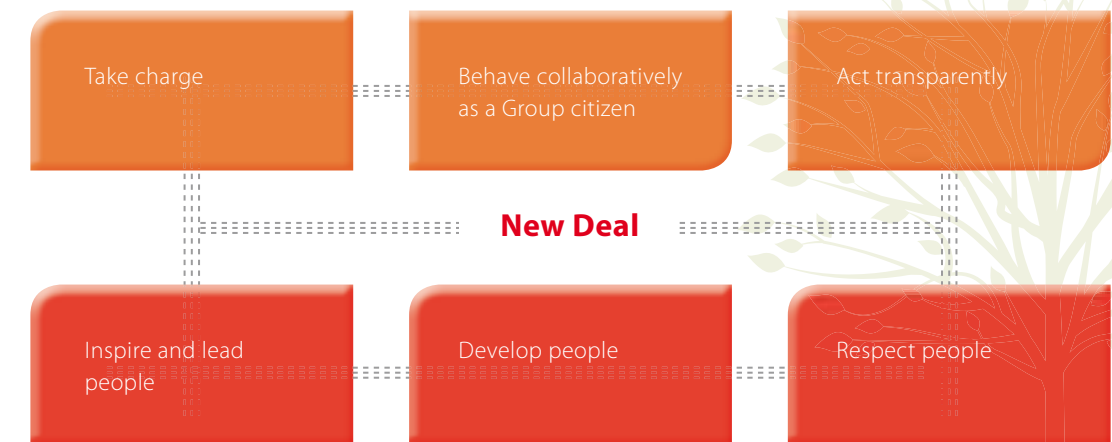 Take charge
Behave collaboratively
as a Group citizen
Act transparently
New Deal
Inspire and lead
people
Develop people
Respect people